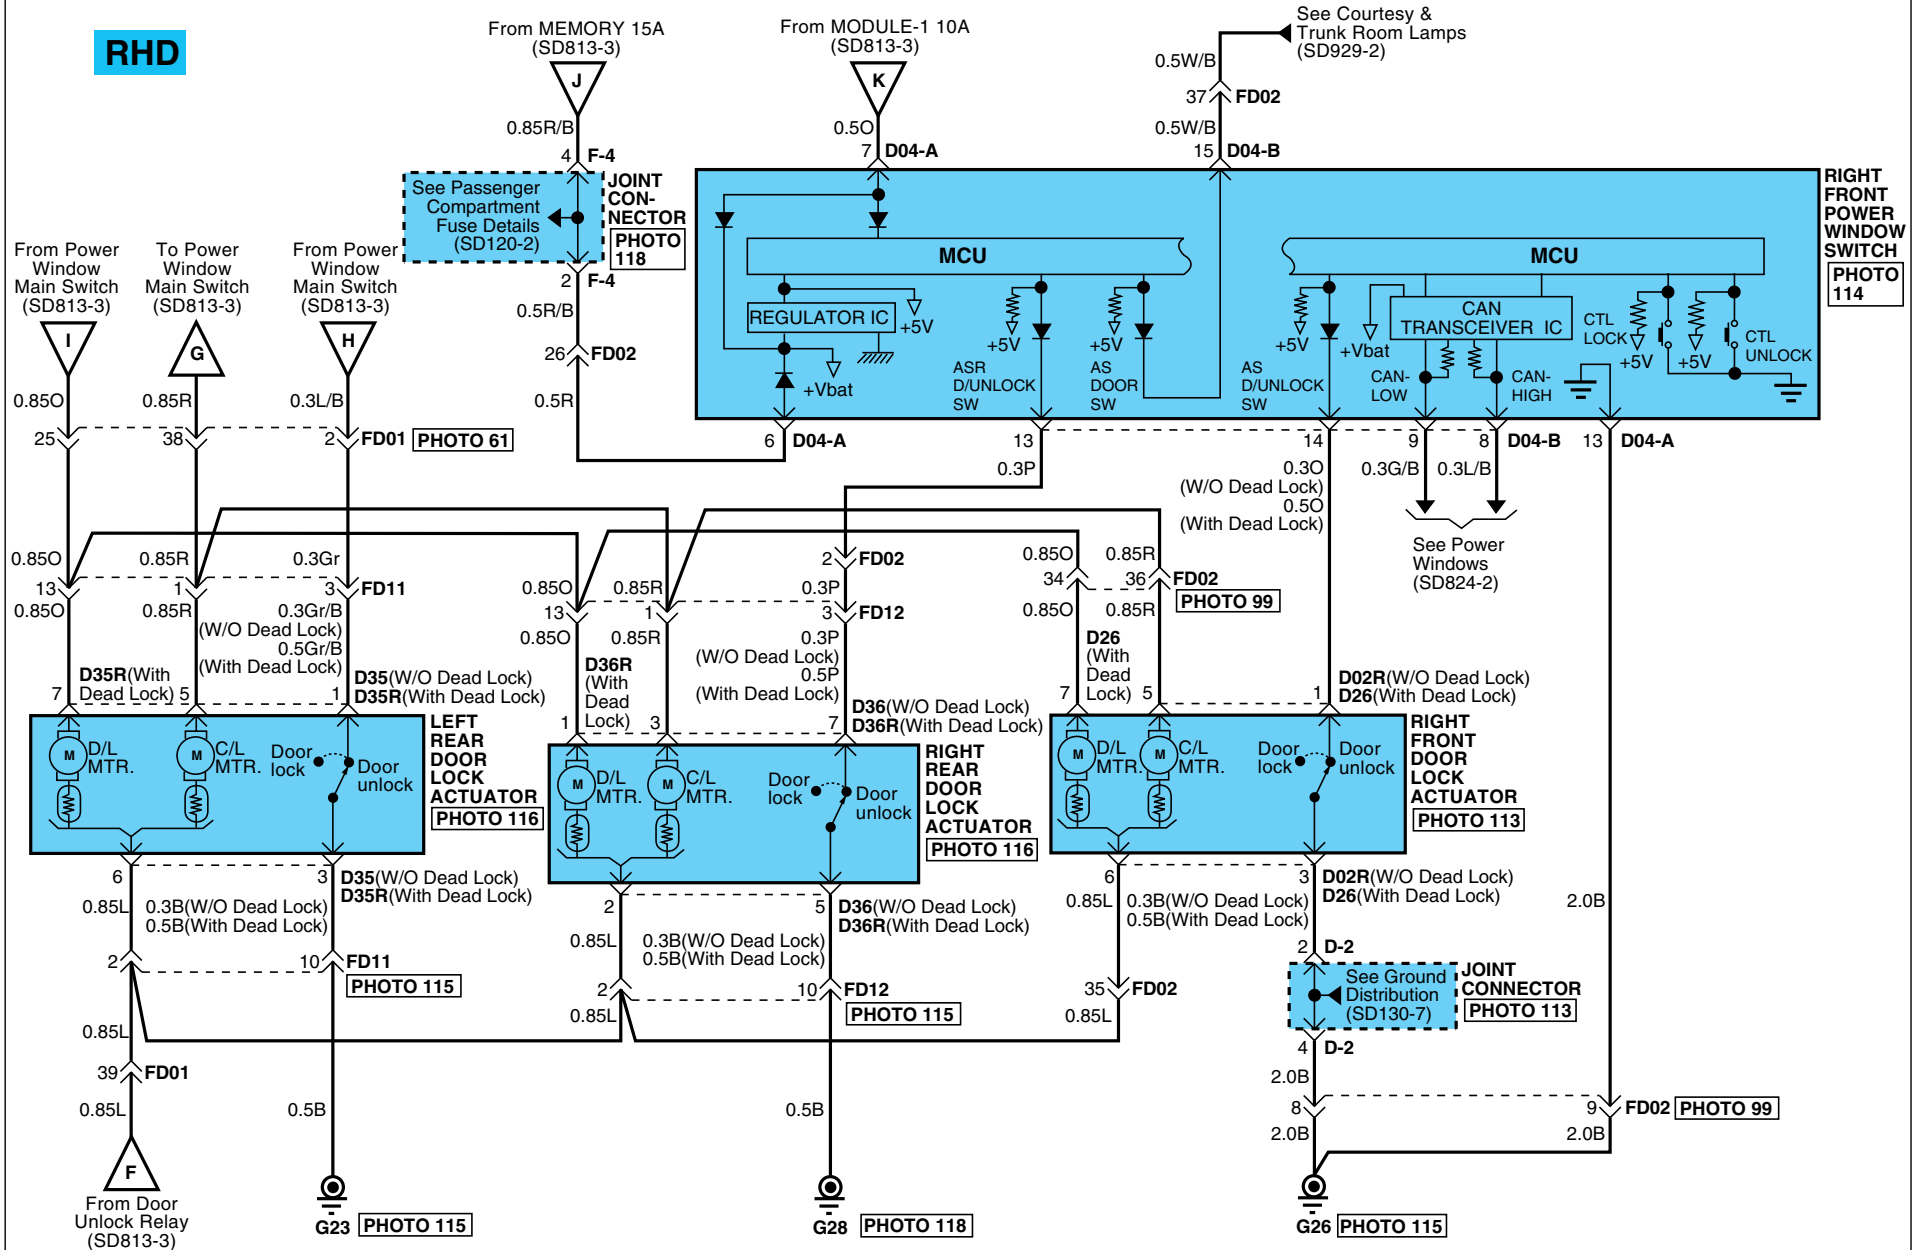 RHD
From MEMORY 15A
(SD813-3)
J
0.85R/B
4
F-4
From MODULE-1 10A
(SD813-3)
K
0.5O
7
D04-A
See Courtesy &
Trunk Room Lamps
(SD929-2)
0.5W/B
37
FD02
0.5W/B
15
D04-B
See Passenger
Compartment
Fuse Details
(SD120-2)
JOINT
CON-
NECTOR
PHOTO
118
2
F-4
0.5R/B
26
FD02
0.5R
RIGHT
FRONT
POWER
WINDOW
SWITCH
PHOTO
114
MCU
MCU
REGULATOR IC
+5V
+Vbat
+5V
ASR
D/UNLOCK
SW
+5V
AS
DOOR
SW
+5V
AS
D/UNLOCK
SW
+Vbat
CAN
TRANSCEIVER IC
CAN-
LOW
CAN-
HIGH
CTL
LOCK
+5V
+5V
CTL
UNLOCK
6
D04-A
13
14
9
8
D04-B
13
D04-A
0.3P
0.3O
(W/O Dead Lock)
0.5O
(With Dead Lock)
0.3G/B
0.3L/B
See Power
Windows
(SD824-2)
From Power
Window
Main Switch
(SD813-3)
I
To Power
Window
Main Switch
(SD813-3)
G
From Power
Window
Main Switch
(SD813-3)
H
0.85O
0.85R
0.3L/B
25
38
2
FD01
PHOTO 61
0.85O
0.85R
0.3Gr
13
1
3
FD11
0.85O
0.85R
0.3Gr/B
(W/O Dead Lock)
0.5Gr/B
(With Dead Lock)
D35R(With
Dead Lock)
7
5
1
D35(W/O Dead Lock)
D35R(With Dead Lock)
M
D/L
MTR.
M
C/L
MTR.
Door
lock
Door
unlock
LEFT
REAR
DOOR
LOCK
ACTUATOR
PHOTO 116
6
3
D35(W/O Dead Lock)
D35R(With Dead Lock)
0.85L
0.3B(W/O Dead Lock)
0.5B(With Dead Lock)
2
10
FD11
PHOTO 115
0.85L
39
FD01
0.85L
F
From Door
Unlock Relay
(SD813-3)
0.5B
G23
PHOTO 115
2
FD02
0.85O
0.85R
0.3P
13
1
3
FD12
0.85O
0.85R
0.3P
(W/O Dead Lock)
0.5P
(With Dead Lock)
D36R
(With
Dead
Lock)
1
3
7
D36(W/O Dead Lock)
D36R(With Dead Lock)
M
D/L
MTR.
M
C/L
MTR.
Door
lock
Door
unlock
RIGHT
REAR
DOOR
LOCK
ACTUATOR
PHOTO 116
2
5
D36(W/O Dead Lock)
D36R(With Dead Lock)
0.85L
0.3B(W/O Dead Lock)
0.5B(With Dead Lock)
2
10
FD12
PHOTO 115
0.85L
0.5B
G28
PHOTO 118
0.85O
0.85R
34
36
FD02
PHOTO 99
0.85O
0.85R
D26
(With
Dead
Lock)
7
5
1
D02R(W/O Dead Lock)
D26(With Dead Lock)
M
D/L
MTR.
M
C/L
MTR.
Door
lock
Door
unlock
RIGHT
FRONT
DOOR
LOCK
ACTUATOR
PHOTO 113
6
3
D02R(W/O Dead Lock)
D26(With Dead Lock)
0.85L
0.3B(W/O Dead Lock)
0.5B(With Dead Lock)
2.0B
35
FD02
0.85L
2
D-2
See Ground
Distribution
(SD130-7)
JOINT
CONNECTOR
PHOTO 113
4
D-2
2.0B
8
9
FD02
PHOTO 99
2.0B
2.0B
G26
PHOTO 115